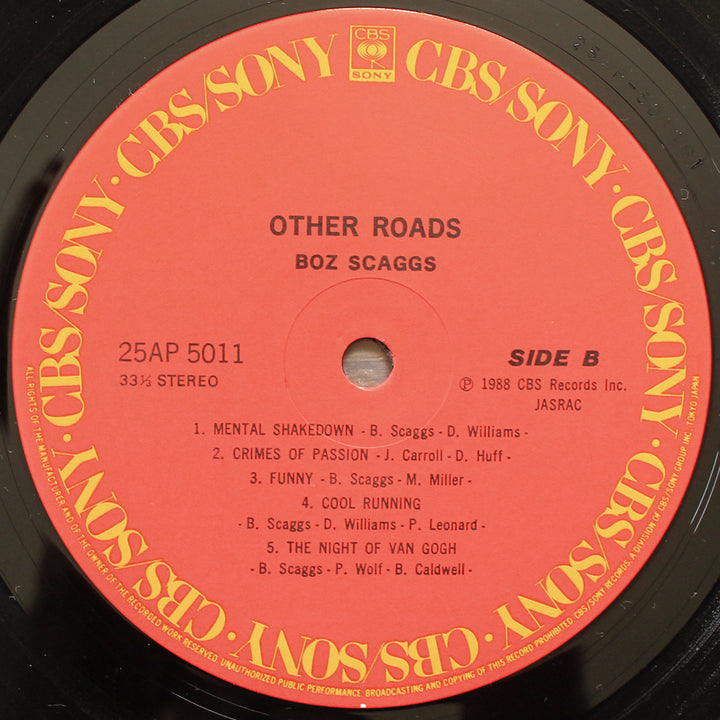 CBS
SONY
CBS/SONY · CBS/SONY · CBS/SONY · CBS/SONY · CBS/SONY · CBS/SONY · CBS/SONY ·
OTHER ROADS
BOZ SCAGGS
25AP 5011
33⅓ STEREO
SIDE B
Ⓟ 1988 CBS Records Inc.
JASRAC
1. MENTAL SHAKEDOWN - B. Scaggs - D. Williams -
2. CRIMES OF PASSION - J. Carroll - D. Huff -
3. FUNNY - B. Scaggs - M. Miller -
4. COOL RUNNING
- B. Scaggs - D. Williams - P. Leonard -
5. THE NIGHT OF VAN GOGH
- B. Scaggs - P. Wolf - B. Caldwell -
ALL RIGHTS OF THE MANUFACTURER AND OF THE OWNER OF THE RECORDED WORK RESERVED. UNAUTHORIZED PUBLIC PERFORMANCE. BROADCASTING AND COPYING OF THIS RECORD PROHIBITED. CBS/SONY RECORDS, A DIVISION OF CBS/SONY GROUP INC. TOKYO JAPAN